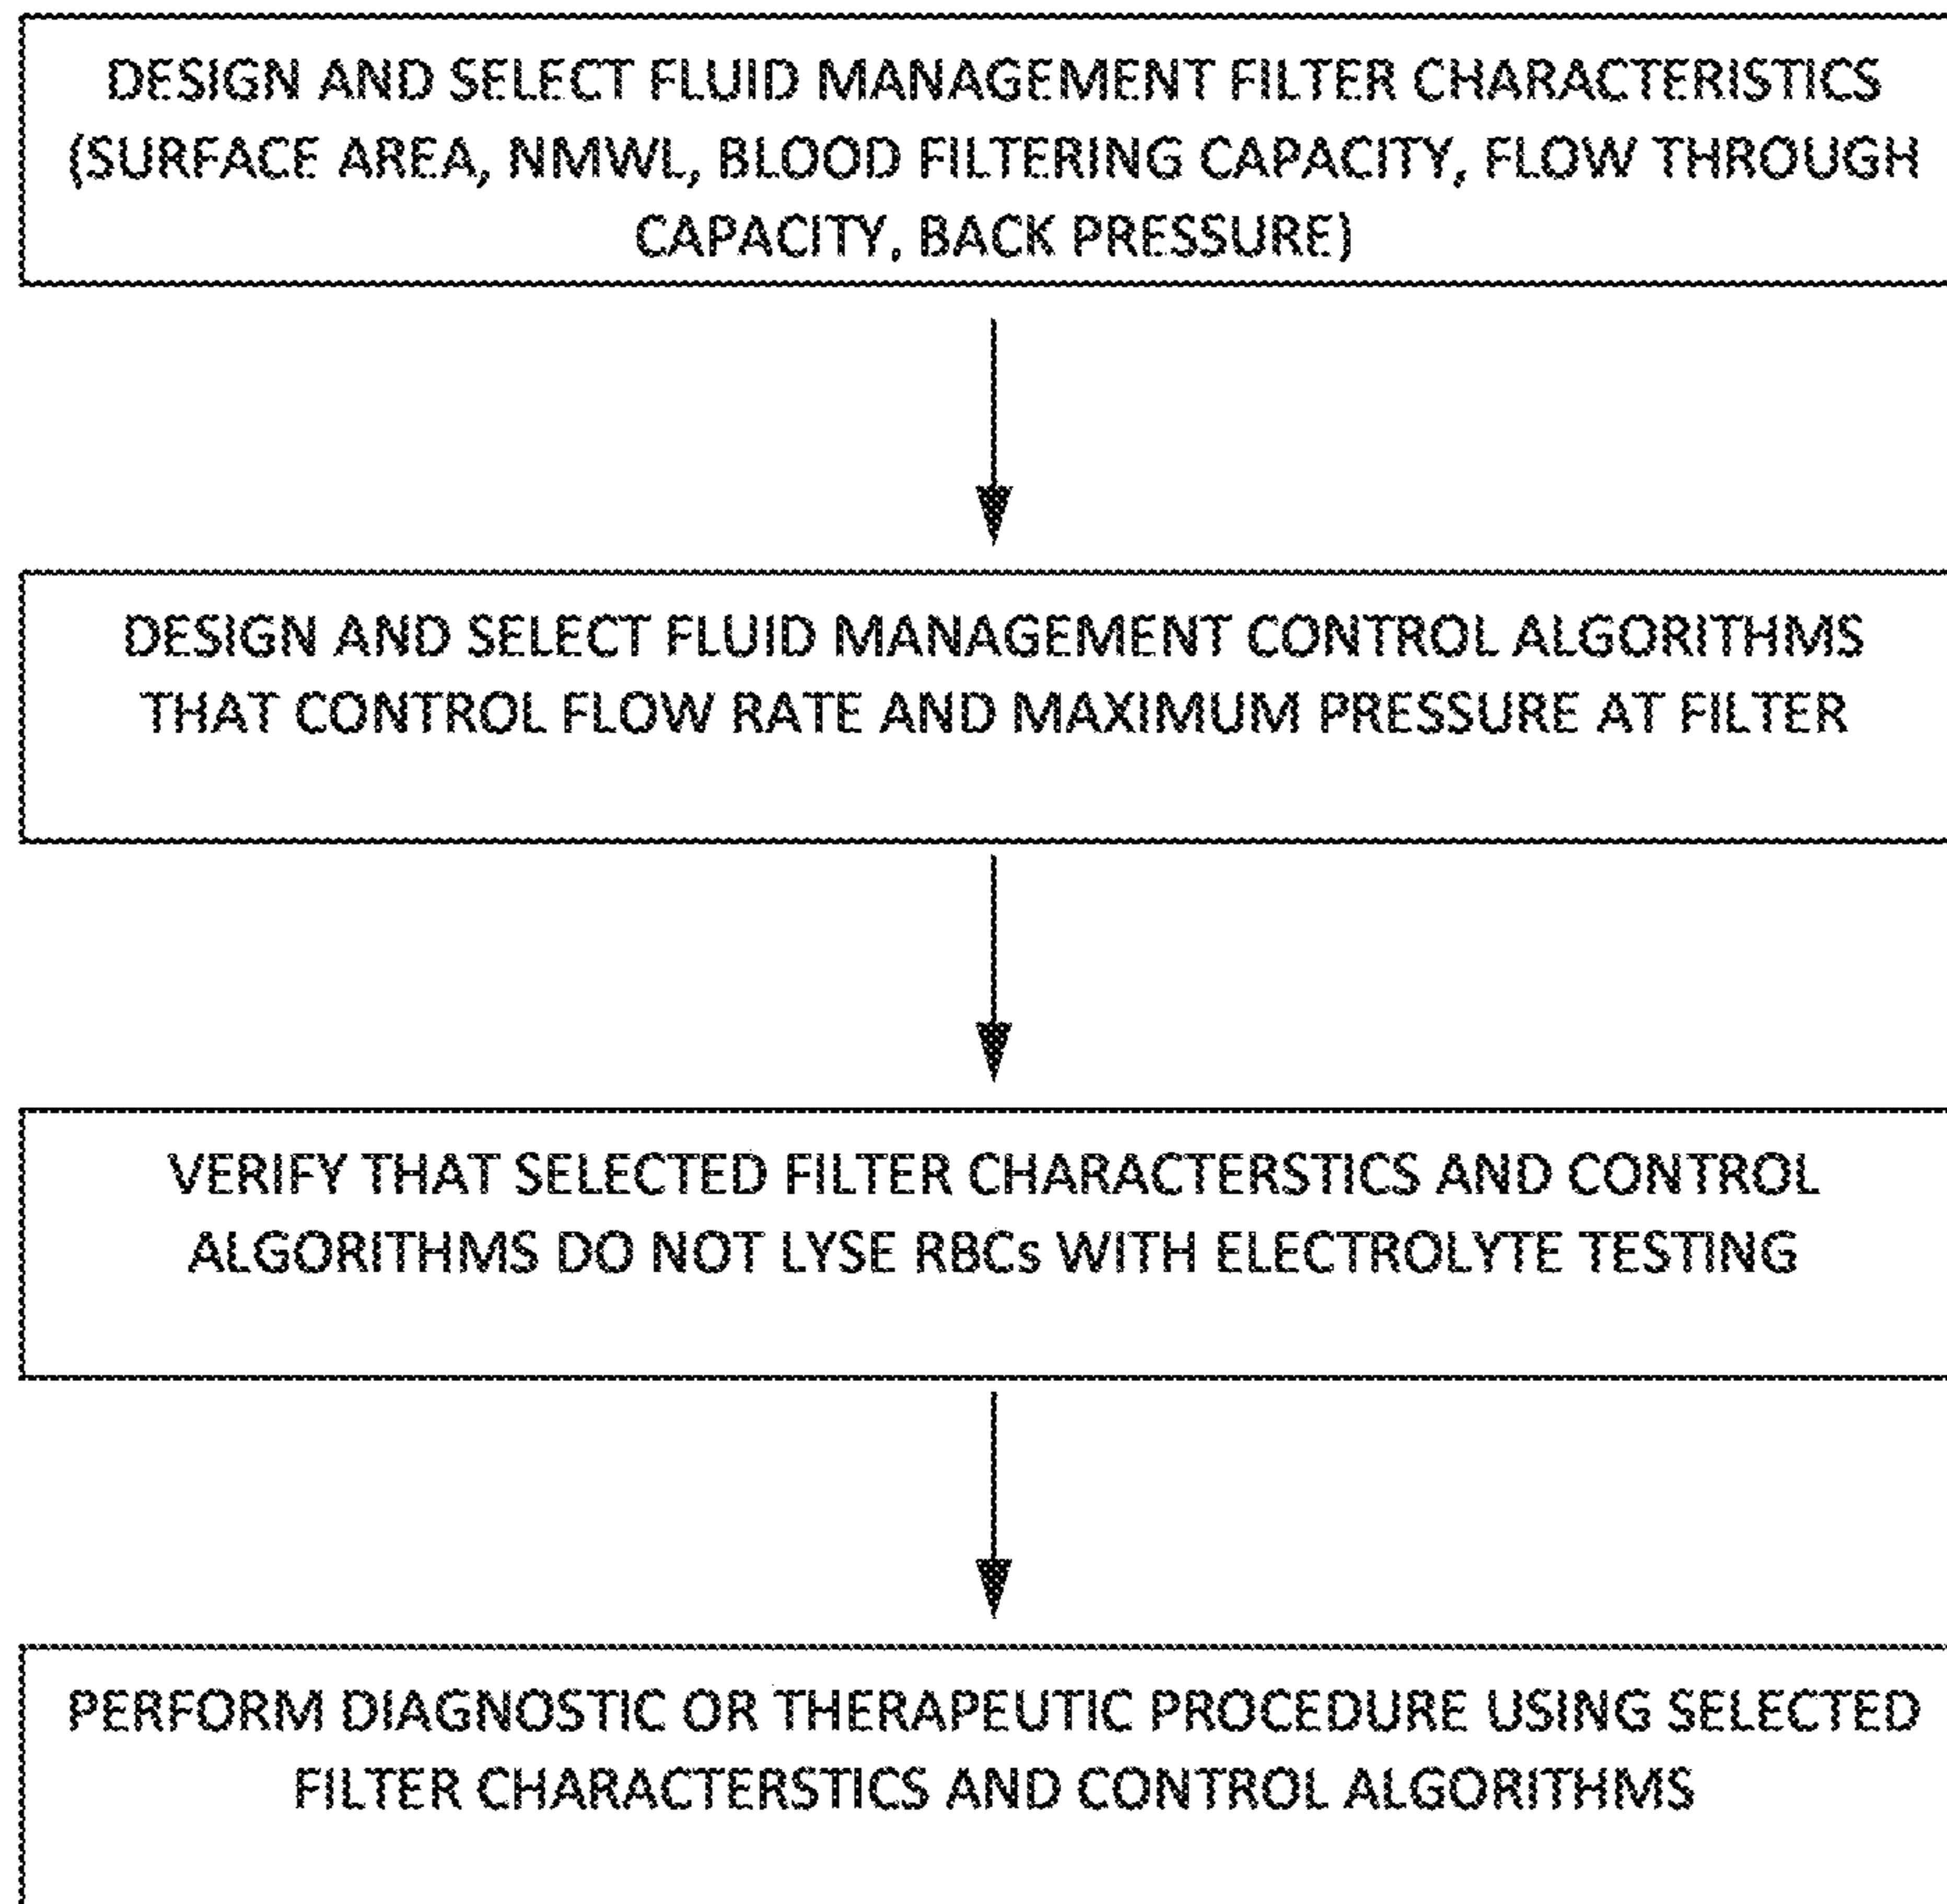 DESIGN AND SELECT FLUID MANAGEMENT FILTER CHARACTERISTICS
(SURFACE AREA, NMWL, BLOOD FILTERING CAPACITY, FLOW THROUGH
CAPACITY, BACK PRESSURE)
DESIGN AND SELECT FLUID MANAGEMENT CONTROL ALGORITHMS
THAT CONTROL FLOW RATE AND MAXIMUM PRESSURE AT FILTER
VERIFY THAT SELECTED FILTER CHARACTERSTICS AND CONTROL
ALGORITHMS DO NOT LYSE RBCs WITH ELECTROLYTE TESTING
PERFORM DIAGNOSTIC OR THERAPEUTIC PROCEDURE USING SELECTED
FILTER CHARACTERSTICS AND CONTROL ALGORITHMS